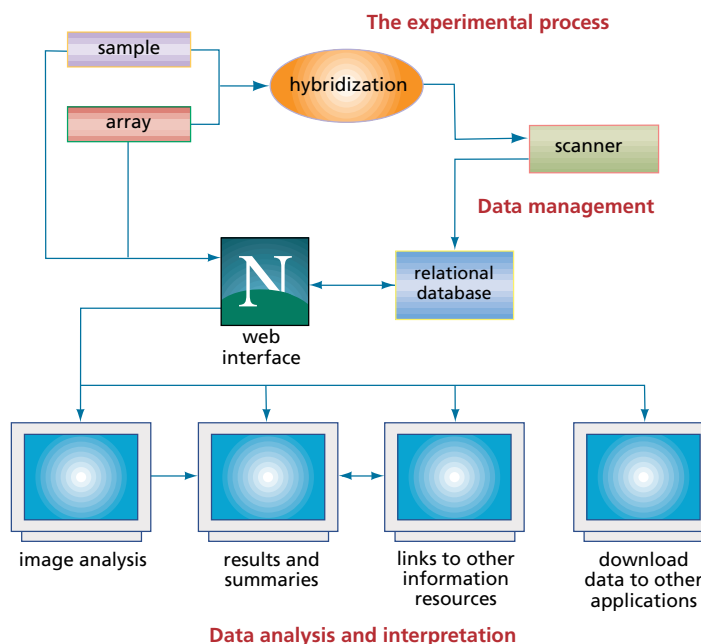 The experimental process
sample
hybridization
array
scanner
Data management
N
relational
database
web
interface
image analysis
results and
summaries
links to other
information
resources
download
data to other
applications
Data analysis and interpretation